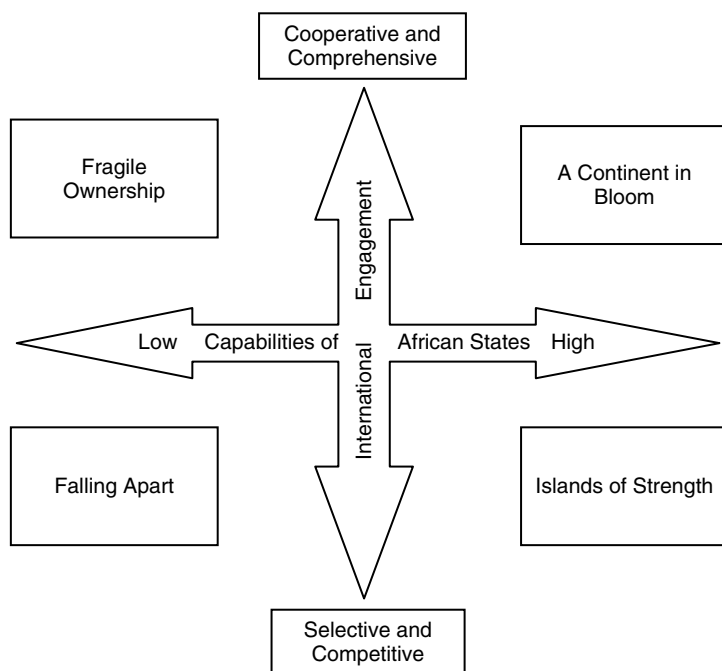 Cooperative and
Comprehensive
Fragile
Ownership
A Continent in
Bloom
Engagement
Low Capabilities of African States High
International
Falling Apart
Islands of Strength
Selective and
Competitive